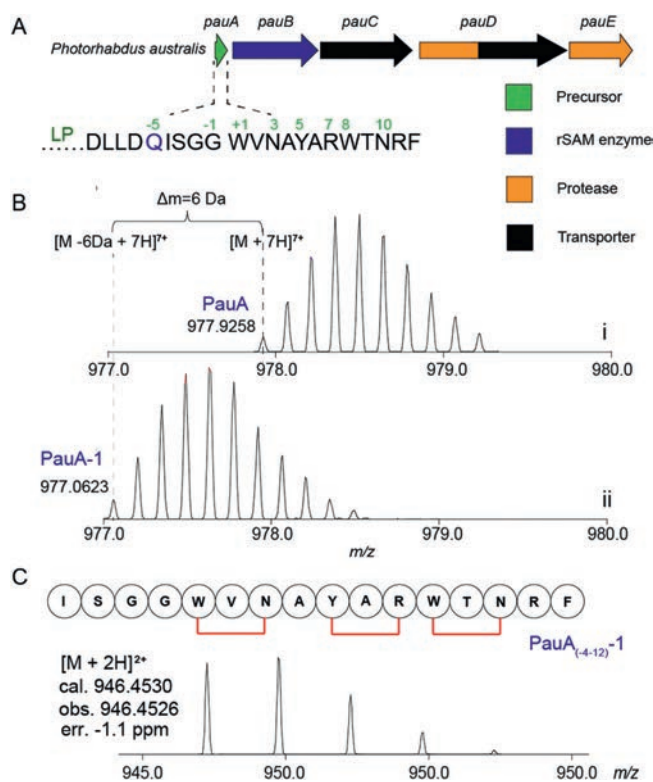 A
pauA pauB pauC pauD pauE
Photorhabdus australis
-5 -1 +1 3 5 7 8 10
LP
......DLLDQISGG WVNAYARWTNRF
Precursor
rSAM enzyme
Protease
Transporter
B
Δm=6 Da
[M -6Da + 7H]⁷⁺ [M + 7H]⁷⁺
PauA
977.9258
i
977.0 978.0 979.0 980.0
PauA-1
977.0623
ii
977.0 978.0 979.0 980.0
m/z
C
I S G G W V N A Y A R W T N R F
PauA(-4-12)-1
[M + 2H]²⁺
cal. 946.4530
obs. 946.4526
err. -1.1 ppm
945.0 950.0 950.0 950.0 m/z